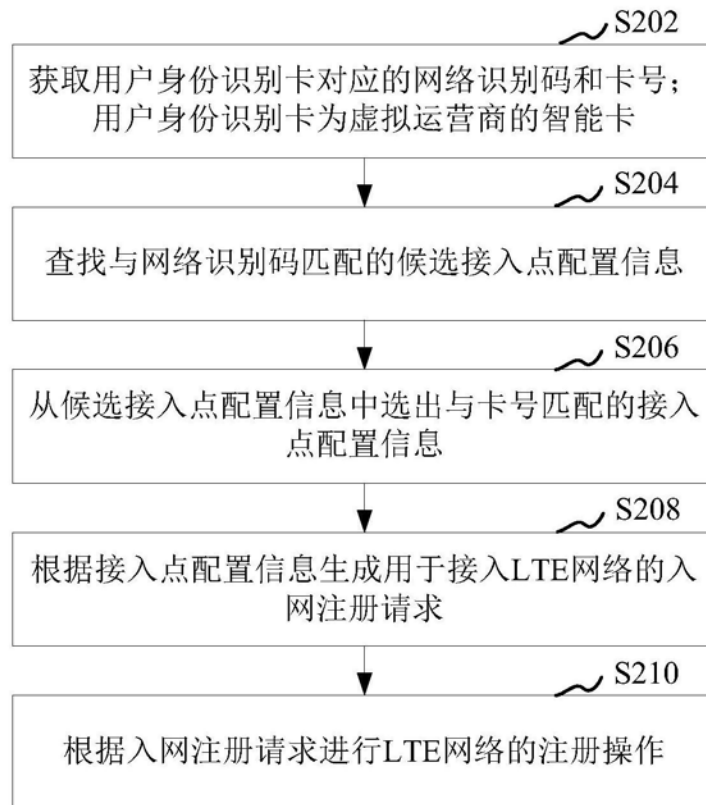 S202
获取用户身份识别卡对应的网络识别码和卡号；
用户身份识别卡为虚拟运营商的智能卡
S204
查找与网络识别码匹配的候选接入点配置信息
S206
从候选接入点配置信息中选出与卡号匹配的接入
点配置信息
S208
根据接入点配置信息生成用于接入LTE网络的入
网注册请求
S210
根据入网注册请求进行LTE网络的注册操作